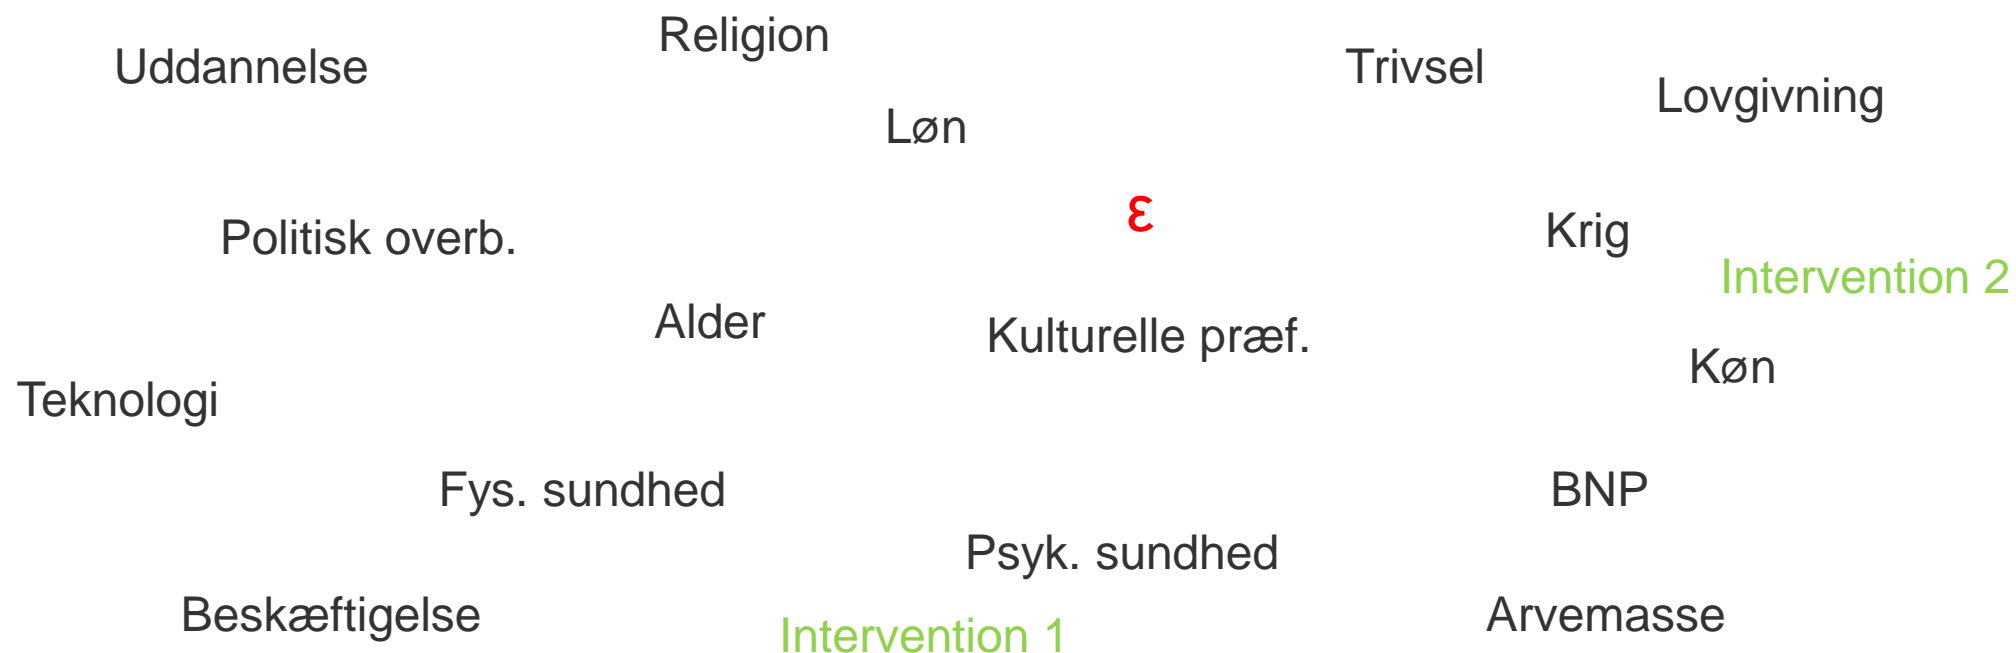 Religion
Uddannelse
Trivsel
Lovgivning
Løn
ε
Politisk overb.
Krig
Intervention 2
Alder
Kulturelle præf.
Køn
Teknologi
Fys. sundhed
BNP
Psyk. sundhed
Beskæftigelse
Arvemasse
Intervention 1